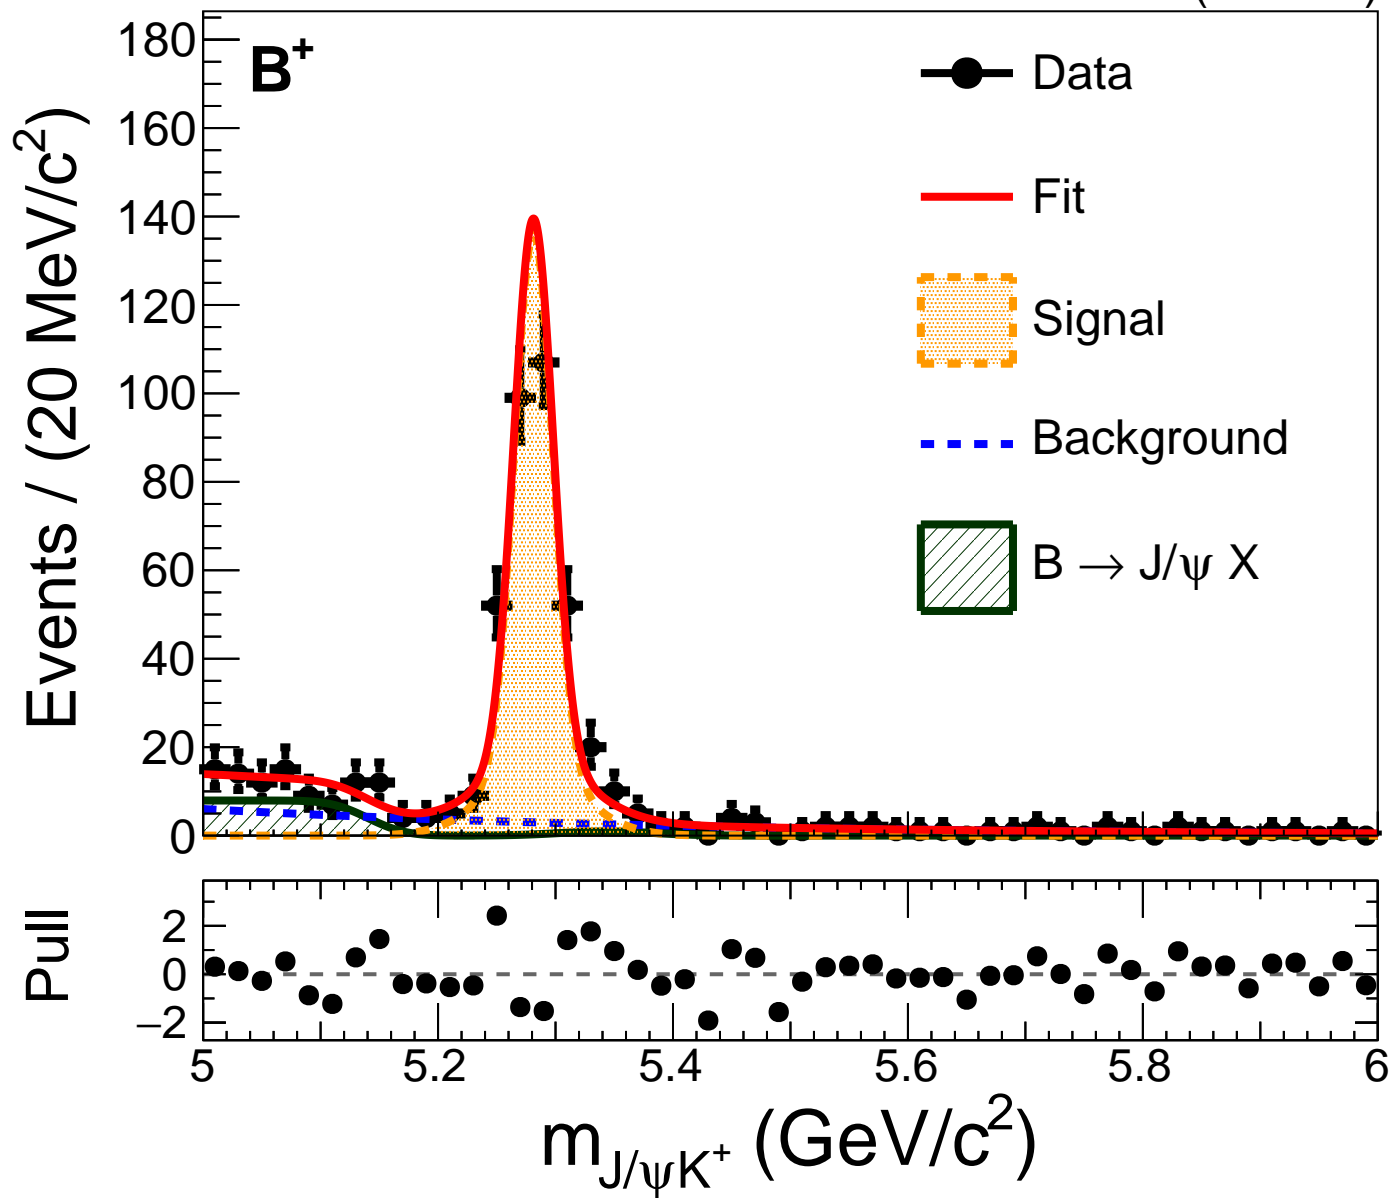 B⁺
Data
Fit
Signal
Background
B → J/ψ X
Events / (20 MeV/c²)
180
160
140
120
100
80
60
40
20
0
Pull
2
0
−2
5 5.2 5.4 5.6 5.8 6
m_{J/ψK⁺} (GeV/c²)